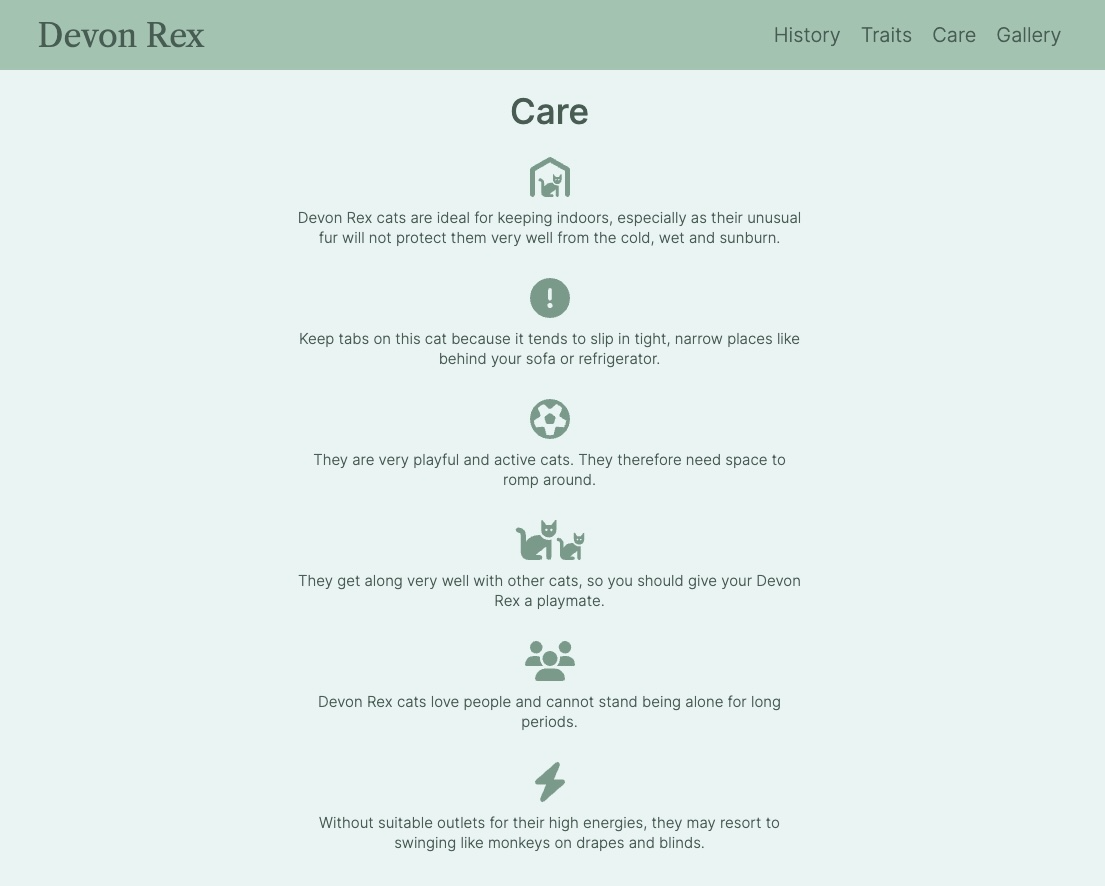 Devon Rex
History Traits Care Gallery
Care
Devon Rex cats are ideal for keeping indoors, especially as their unusual
fur will not protect them very well from the cold, wet and sunburn.
Keep tabs on this cat because it tends to slip in tight, narrow places like
behind your sofa or refrigerator.
They are very playful and active cats. They therefore need space to
romp around.
They get along very well with other cats, so you should give your Devon
Rex a playmate.
Devon Rex cats love people and cannot stand being alone for long
periods.
Without suitable outlets for their high energies, they may resort to
swinging like monkeys on drapes and blinds.